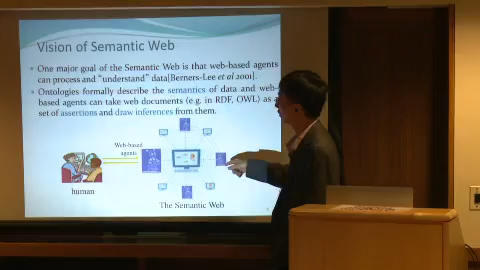 Vision of Semantic Web
• One major goal of the Semantic Web is that web-based agents
can process and "understand" data[Berners-Lee et al 2001].
• Ontologies formally describe the semantics of data and web-
based agents can take web documents (e.g. in RDF, OWL) as a
set of assertions and draw inferences from them.
Web-based
agents
human
The Semantic Web